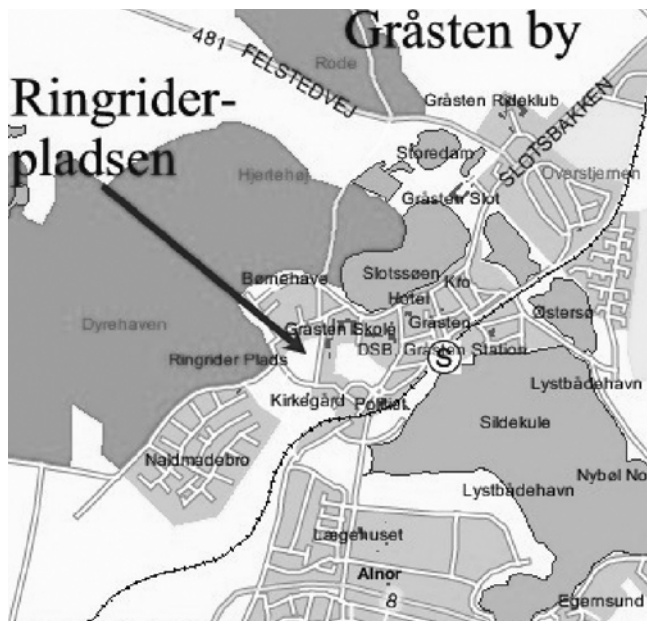 Gråsten by
481 FELSTEDVEJ
Rode
Ringrider-
pladsen
Gråsten Rideklub
SLOTSBAKKEN
Storedam
Overstjernen
Hjertehøj
Gråsten Slot
Slotssøen
Børnehave
Kro
Hotel
Østersø
Dyrehaven
Gråsten Skole
Gråsten
DSB
Gråsten Station
Ringrider Plads
S
Lystbådehavn
Kirkegård
Politiet
Sildekule
Naldmadebro
Nybøl No
Lystbådehavn
Lægehuset
Alnor
8
Egernsund